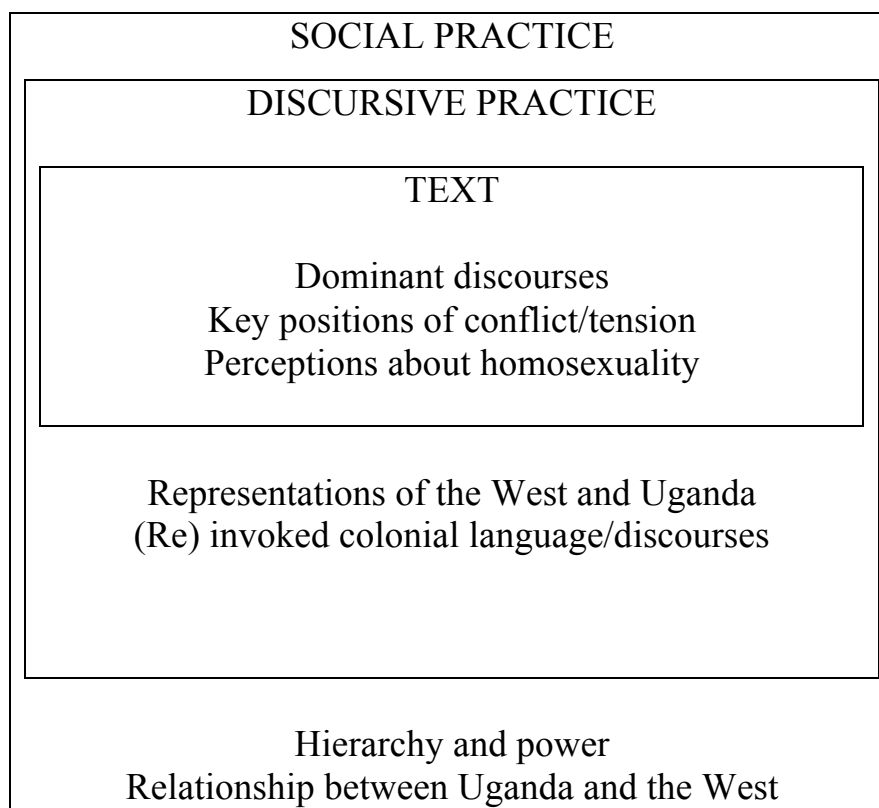 SOCIAL PRACTICE
DISCURSIVE PRACTICE
TEXT
Dominant discourses
Key positions of conflict/tension
Perceptions about homosexuality
Representations of the West and Uganda
(Re) invoked colonial language/discourses
Hierarchy and power
Relationship between Uganda and the West